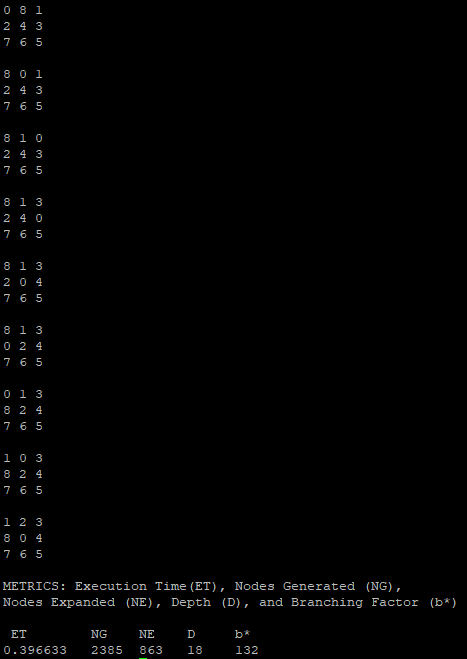 0 8 1
2 4 3
7 6 5
8 0 1
2 4 3
7 6 5
8 1 0
2 4 3
7 6 5
8 1 3
2 4 0
7 6 5
8 1 3
2 0 4
7 6 5
8 1 3
0 2 4
7 6 5
0 1 3
8 2 4
7 6 5
1 0 3
8 2 4
7 6 5
1 2 3
8 0 4
7 6 5
METRICS: Execution Time(ET), Nodes Generated (NG),
Nodes Expanded (NE), Depth (D), and Branching Factor (b*)
ET NG NE D b*
0.396633 2385 863 18 132